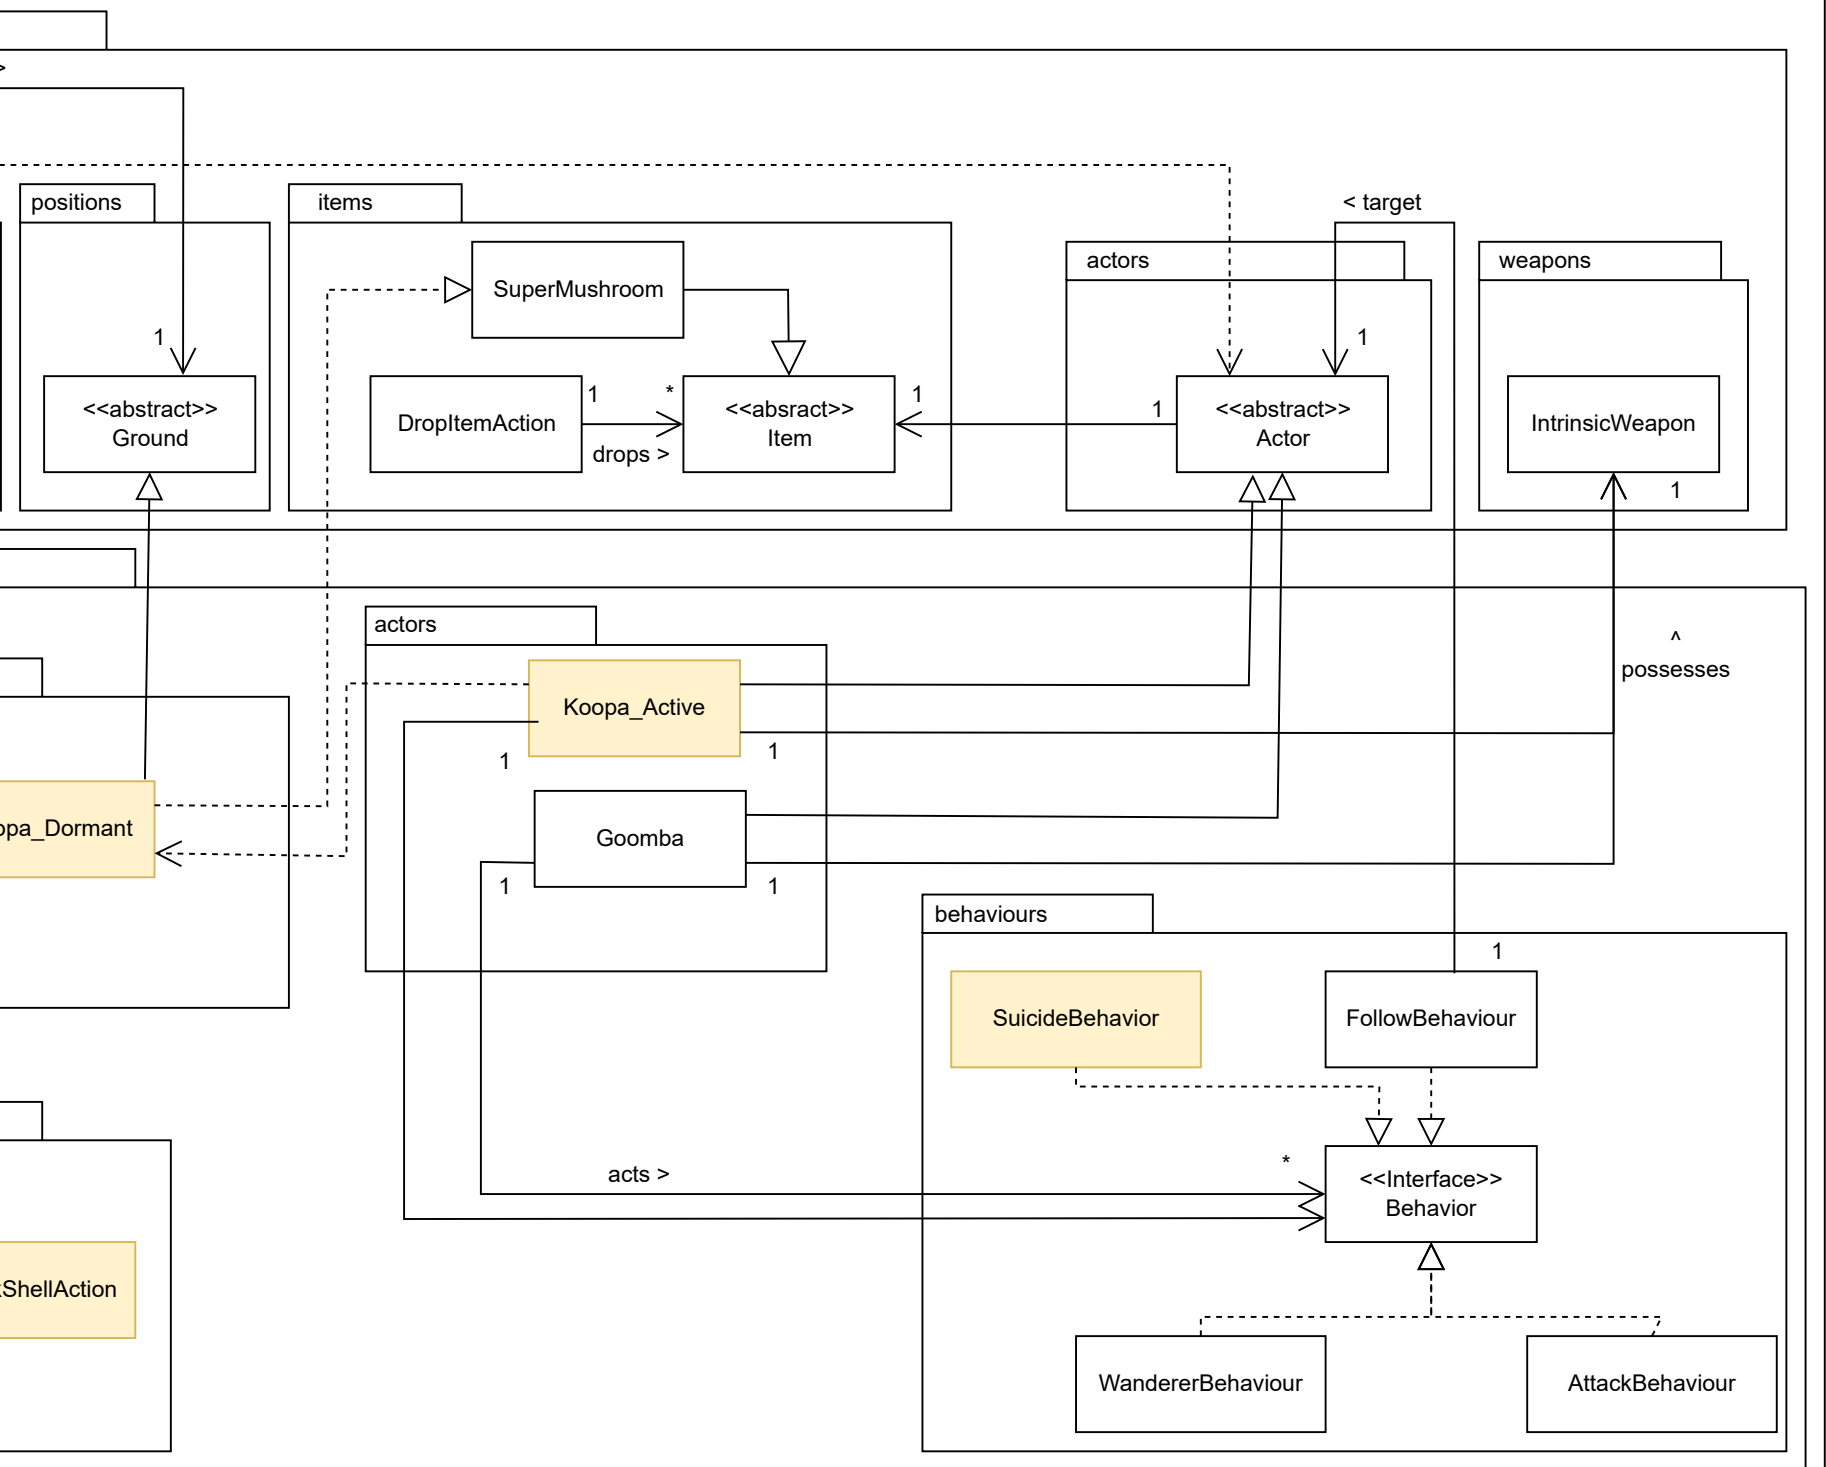 >
positions
items
< target
actors
weapons
SuperMushroom
1
1
<<abstract>>
Ground
DropItemAction
1
*
drops >
<<absract>>
Item
1
1
<<abstract>>
Actor
IntrinsicWeapon
1
actors
^
possesses
Koopa_Active
1
1
opa_Dormant
Goomba
1
1
behaviours
1
SuicideBehavior
FollowBehaviour
acts >
*
<<Interface>>
Behavior
ShellAction
WandererBehaviour
AttackBehaviour